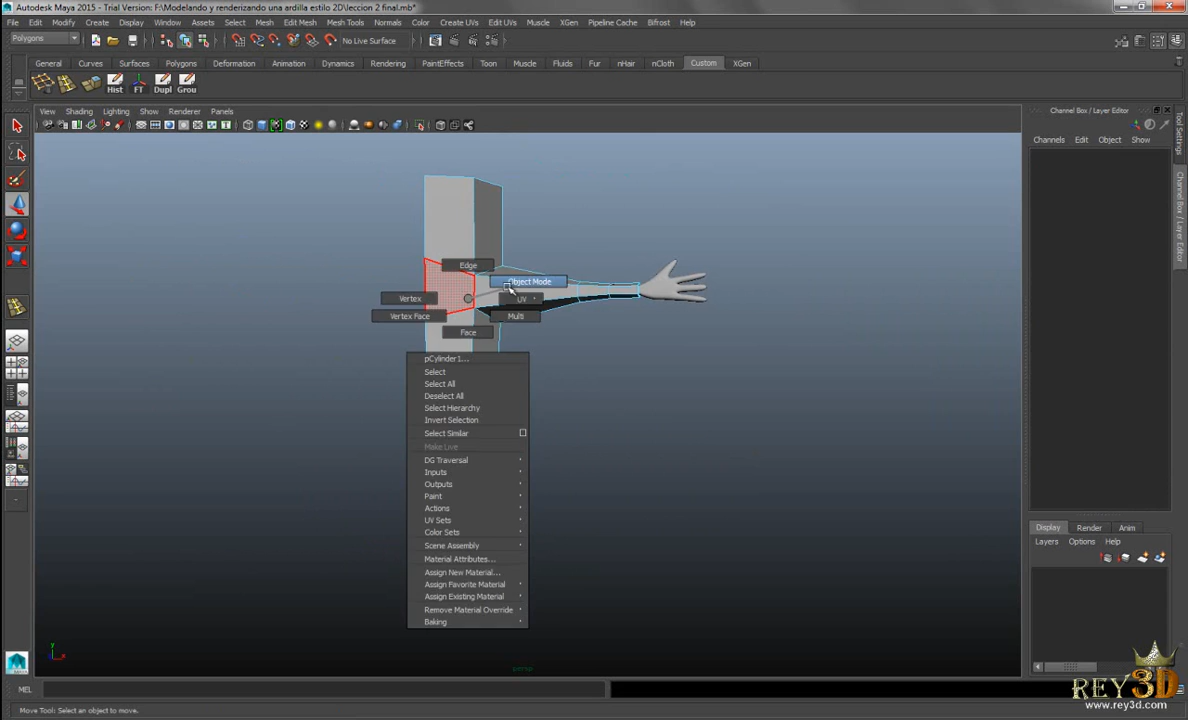 Autodesk Maya 2015 - Trial Version: F:\Modelando y renderizando una ardilla estilo 2D\leccion 2 final.mb*
File Edit Modify Create Display Window Assets Select Mesh Edit Mesh Mesh Tools Normals Color Create UVs Edit UVs Muscle XGen Pipeline Cache Bifrost Help
Polygons No Live Surface
General Curves Surfaces Polygons Deformation Animation Dynamics Rendering PaintEffects Toon Muscle Fluids Fur nHair nCloth Custom XGen
Hist FT Dupl Grou
View Shading Lighting Show Renderer Panels
Channel Box / Layer Editor
Channels Edit Object Show
Tool Settings
Channel Box / Layer Editor
Edge
Object Mode
Vertex
UV
Vertex Face
Multi
Face
pCylinder1...
Select
Select All
Deselect All
Select Hierarchy
Invert Selection
Select Similar
Make Live
DG Traversal
Inputs
Outputs
Paint
Actions
UV Sets
Color Sets
Scene Assembly
Material Attributes...
Assign New Material...
Assign Favorite Material
Assign Existing Material
Remove Material Override
Baking
Display Render Anim
Layers Options Help
y
x
persp
MEL
REY3D
www.rey3d.com
Move Tool: Select an object to move.